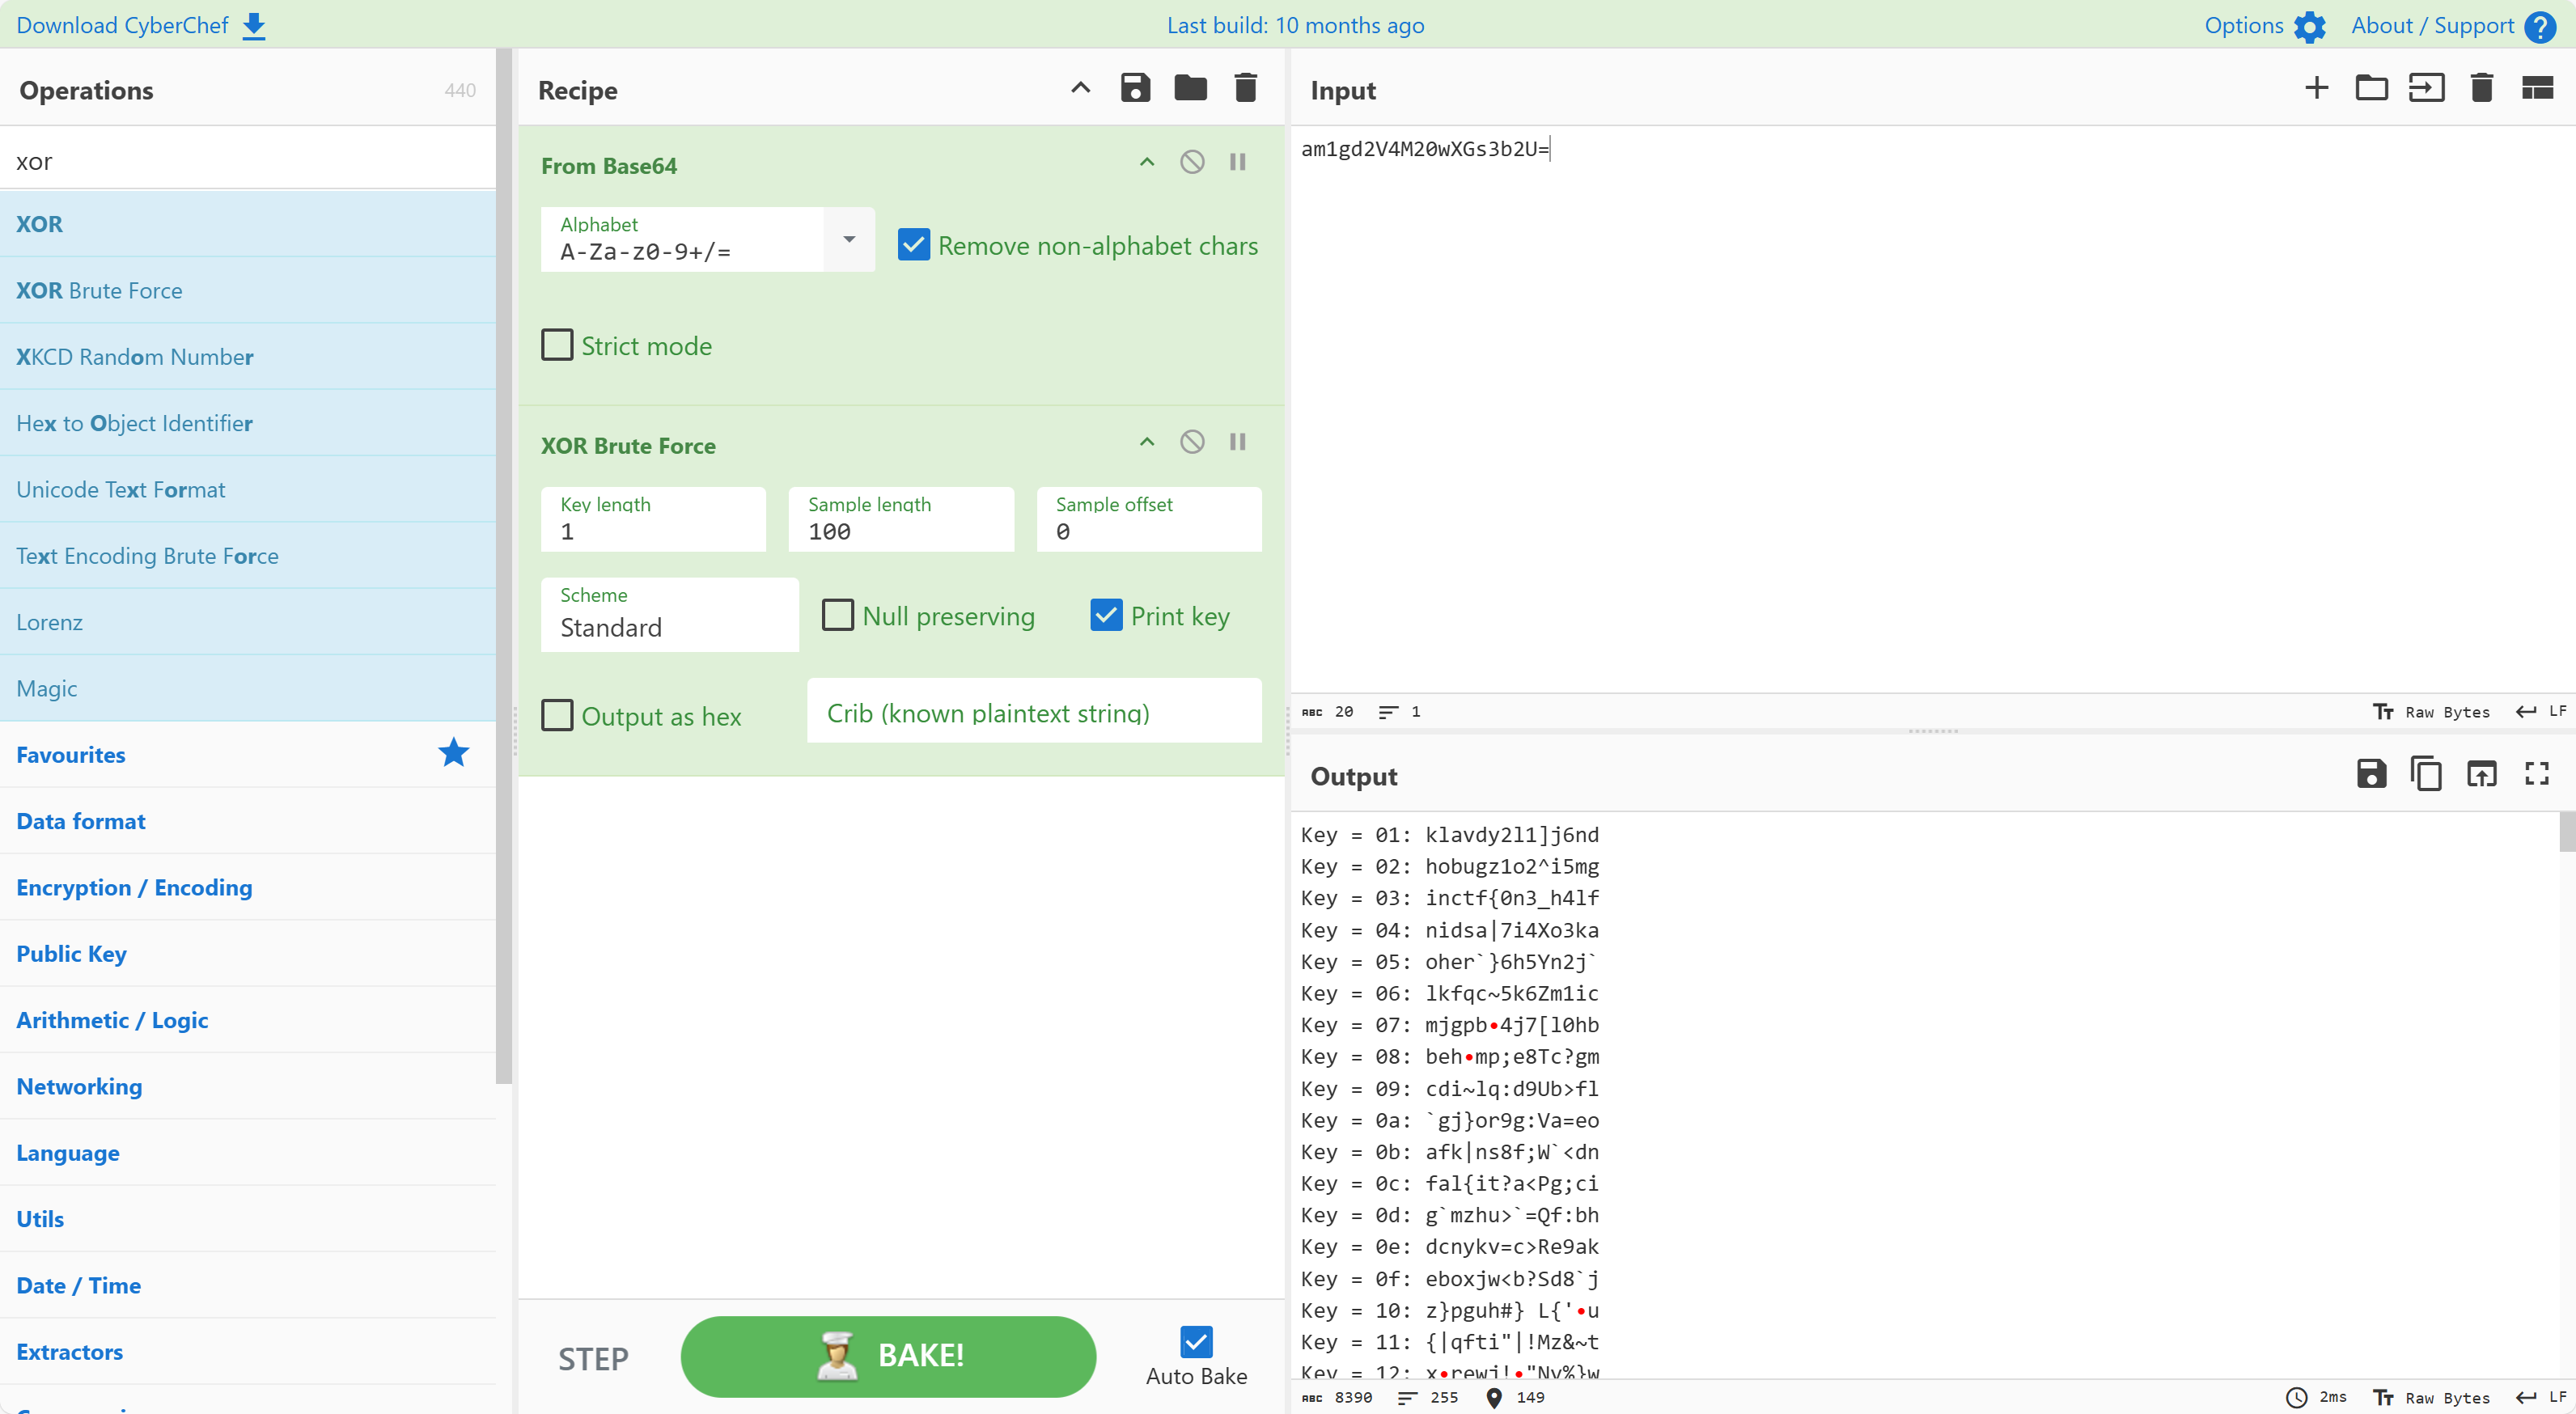 Download CyberChef
Last build: 10 months ago
Options
About / Support
Operations
440
xor
XOR
XOR Brute Force
XKCD Random Number
Hex to Object Identifier
Unicode Text Format
Text Encoding Brute Force
Lorenz
Magic
Favourites
Data format
Encryption / Encoding
Public Key
Arithmetic / Logic
Networking
Language
Utils
Date / Time
Extractors
Recipe
From Base64
Alphabet
A-Za-z0-9+/=
Remove non-alphabet chars
Strict mode
XOR Brute Force
Key length
1
Sample length
100
Sample offset
0
Scheme
Standard
Null preserving
Print key
Output as hex
Crib (known plaintext string)
STEP
BAKE!
Auto Bake
Input
am1gd2V4M20wXGs3b2U=
ABC 20 1
Raw Bytes LF
Output
Key = 01: klavdy2l1]j6nd
Key = 02: hobugz1o2^i5mg
Key = 03: inctf{0n3_h4lf
Key = 04: nidsa|7i4Xo3ka
Key = 05: oher`}6h5Yn2j`
Key = 06: lkfqc~5k6Zm1ic
Key = 07: mjgpb•4j7[l0hb
Key = 08: beh•mp;e8Tc?gm
Key = 09: cdi~lq:d9Ub>fl
Key = 0a: `gj}or9g:Va=eo
Key = 0b: afk|ns8f;W`<dn
Key = 0c: fal{it?a<Pg;ci
Key = 0d: g`mzhu>`=Qf:bh
Key = 0e: dcnykv=c>Re9ak
Key = 0f: eboxjw<b?Sd8`j
Key = 10: z}pguh#} L{'•u
Key = 11: {|qfti"|!Mz&~t
Key = 12: x•rewj!•"Ny%}w
ABC 8390 255 149
2ms Raw Bytes LF